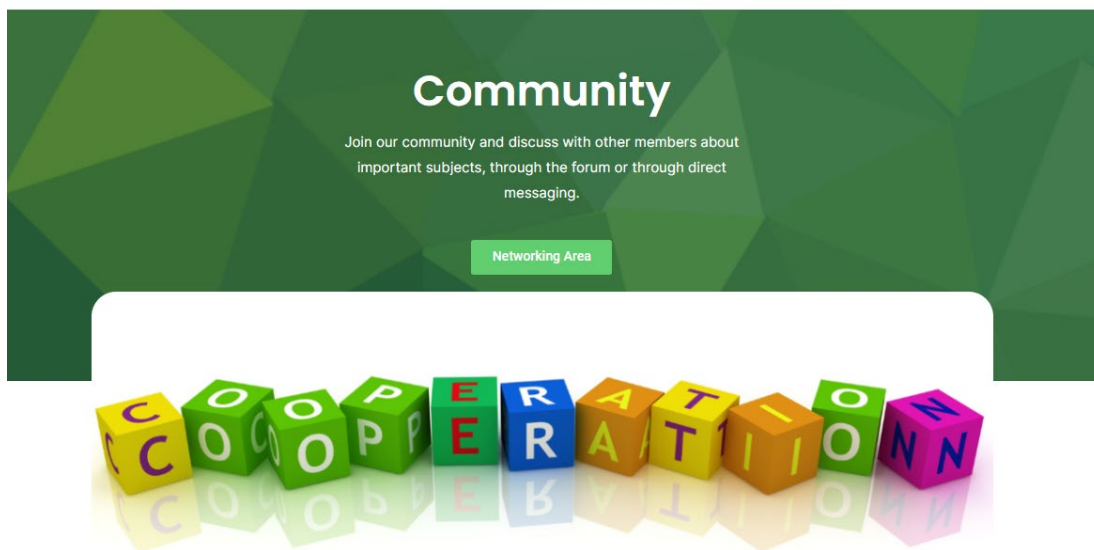 Community
Join our community and discuss with other members about
important subjects, through the forum or through direct
messaging.
Networking Area
COOPERATION